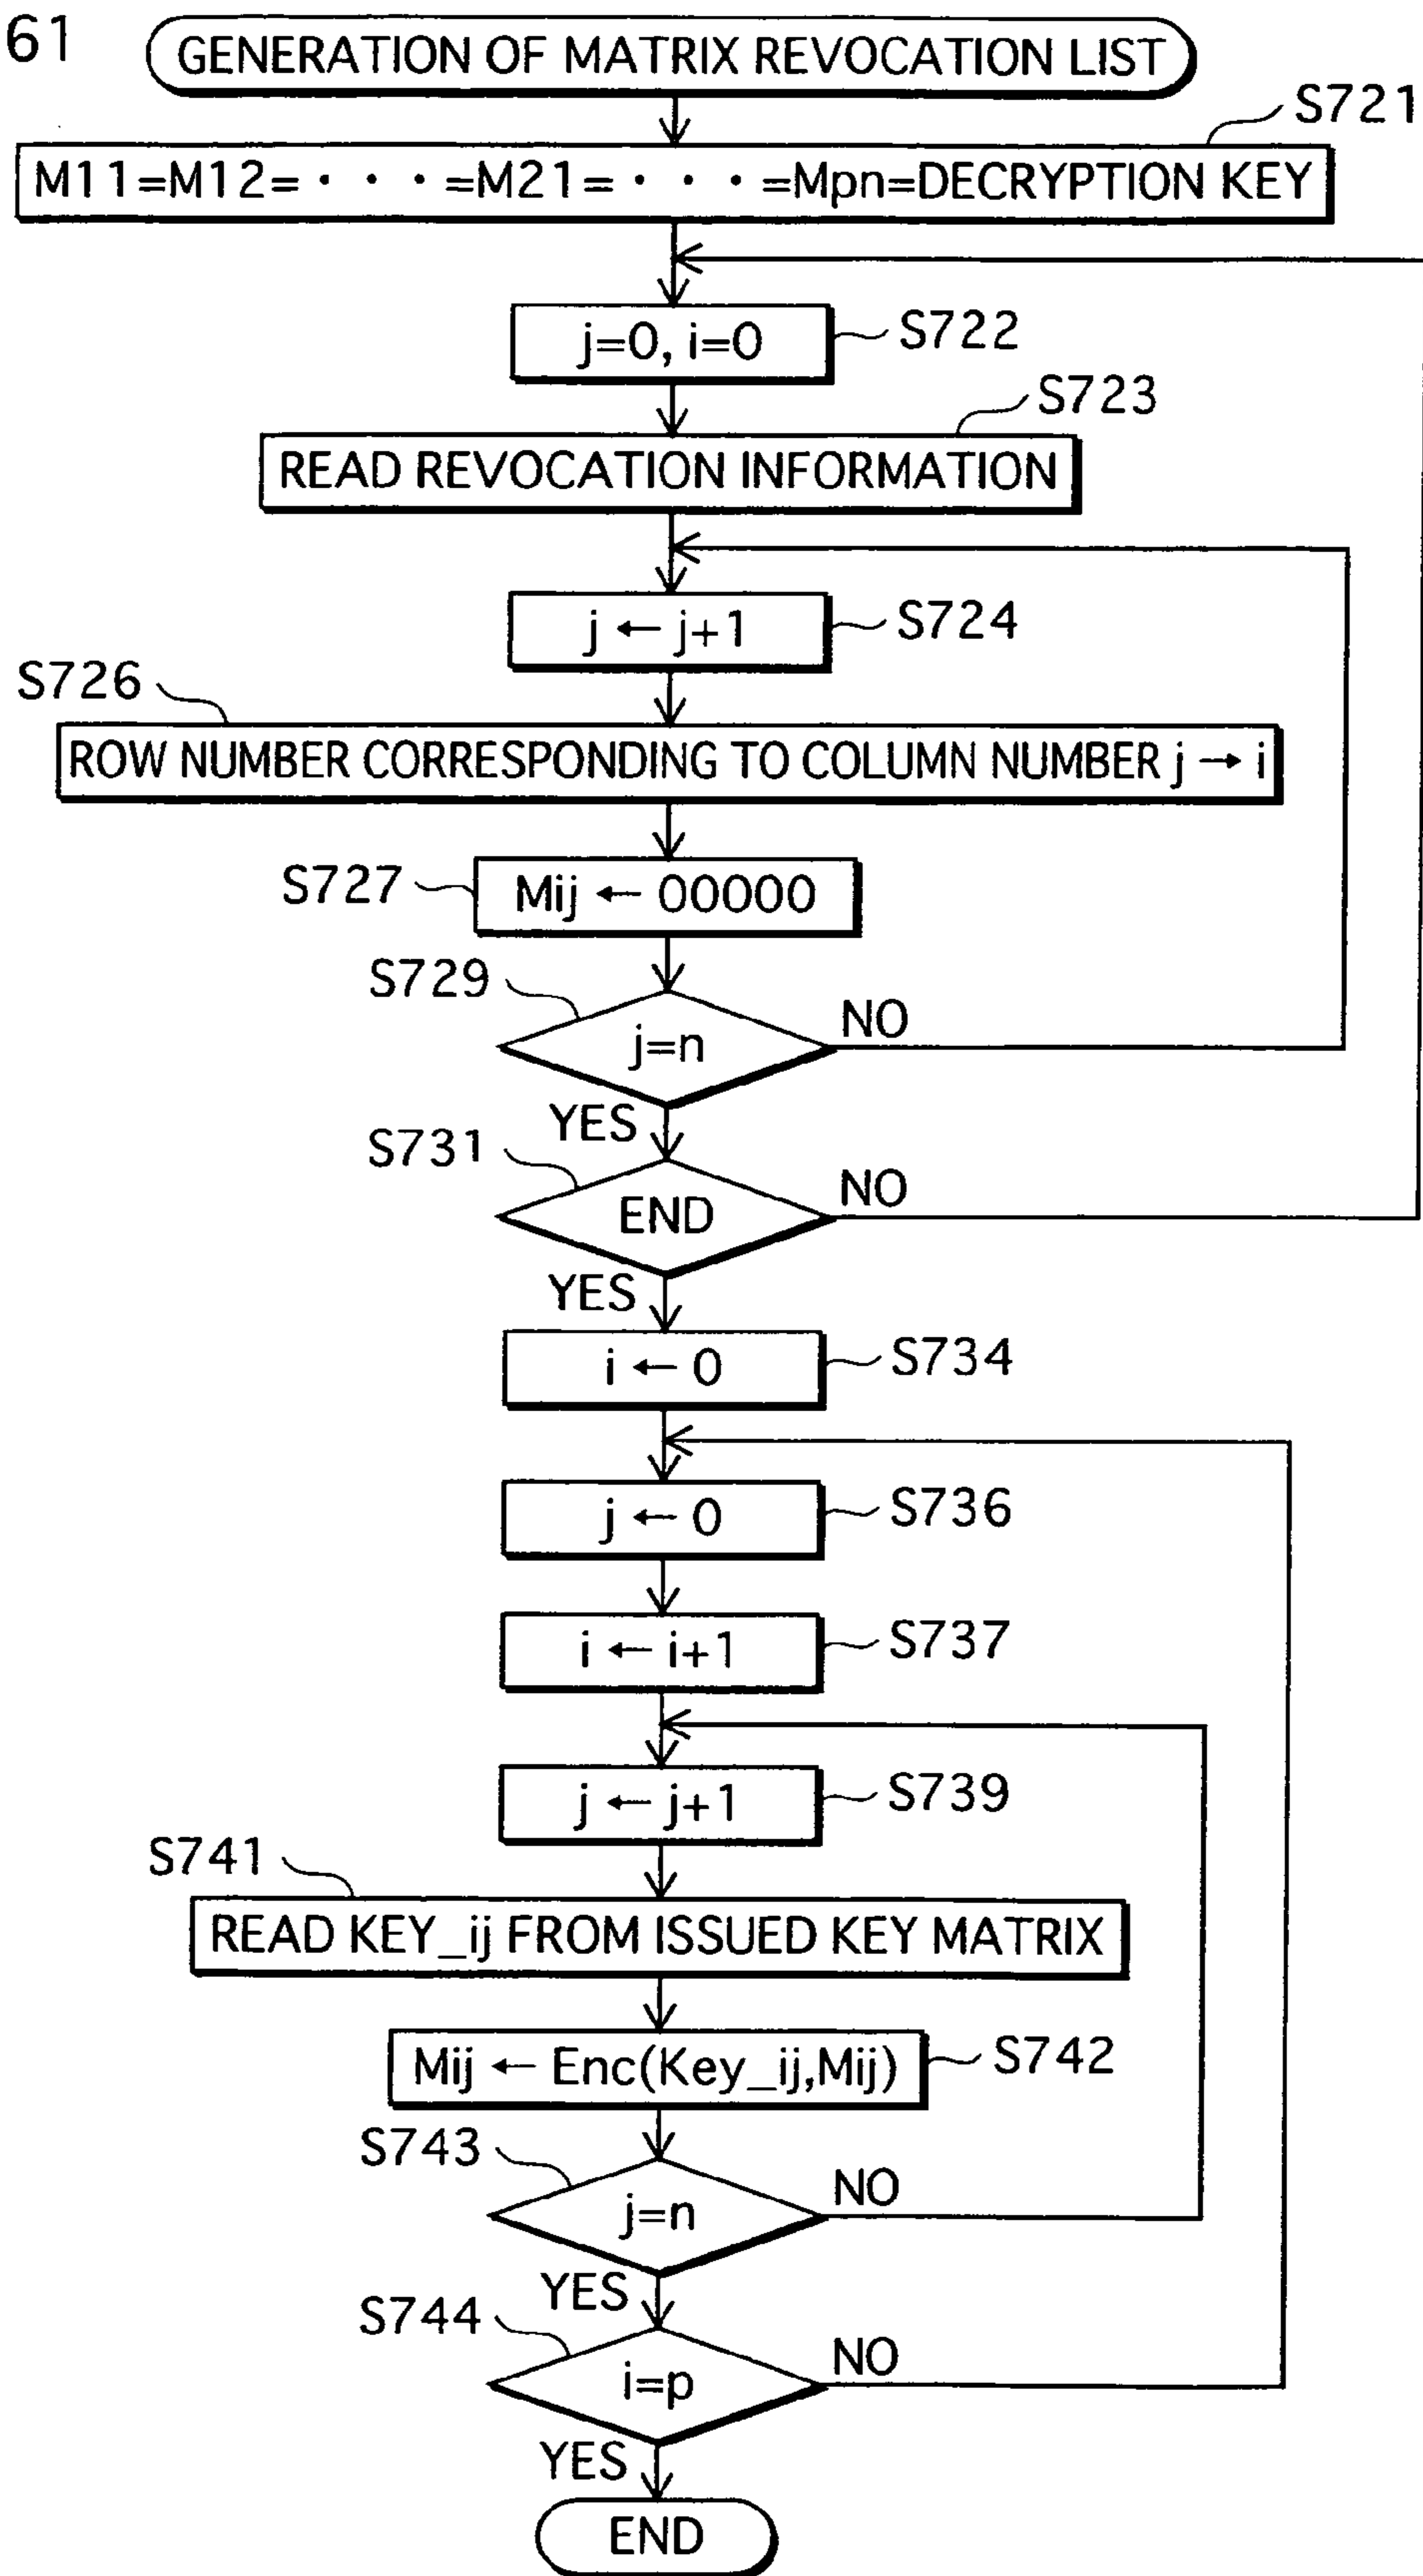 61
GENERATION OF MATRIX REVOCATION LIST
S721
M11=M12= · · · =M21= · · · =Mpn=DECRYPTION KEY
j=0, i=0
S722
S723
READ REVOCATION INFORMATION
j ← j+1
S724
S726
ROW NUMBER CORRESPONDING TO COLUMN NUMBER j → i
S727
Mij ← 00000
S729
j=n
NO
YES
S731
END
NO
YES
i ← 0
S734
j ← 0
S736
i ← i+1
S737
j ← j+1
S739
S741
READ KEY_ij FROM ISSUED KEY MATRIX
Mij ← Enc(Key_ij,Mij)
S742
S743
j=n
NO
YES
S744
i=p
NO
YES
END